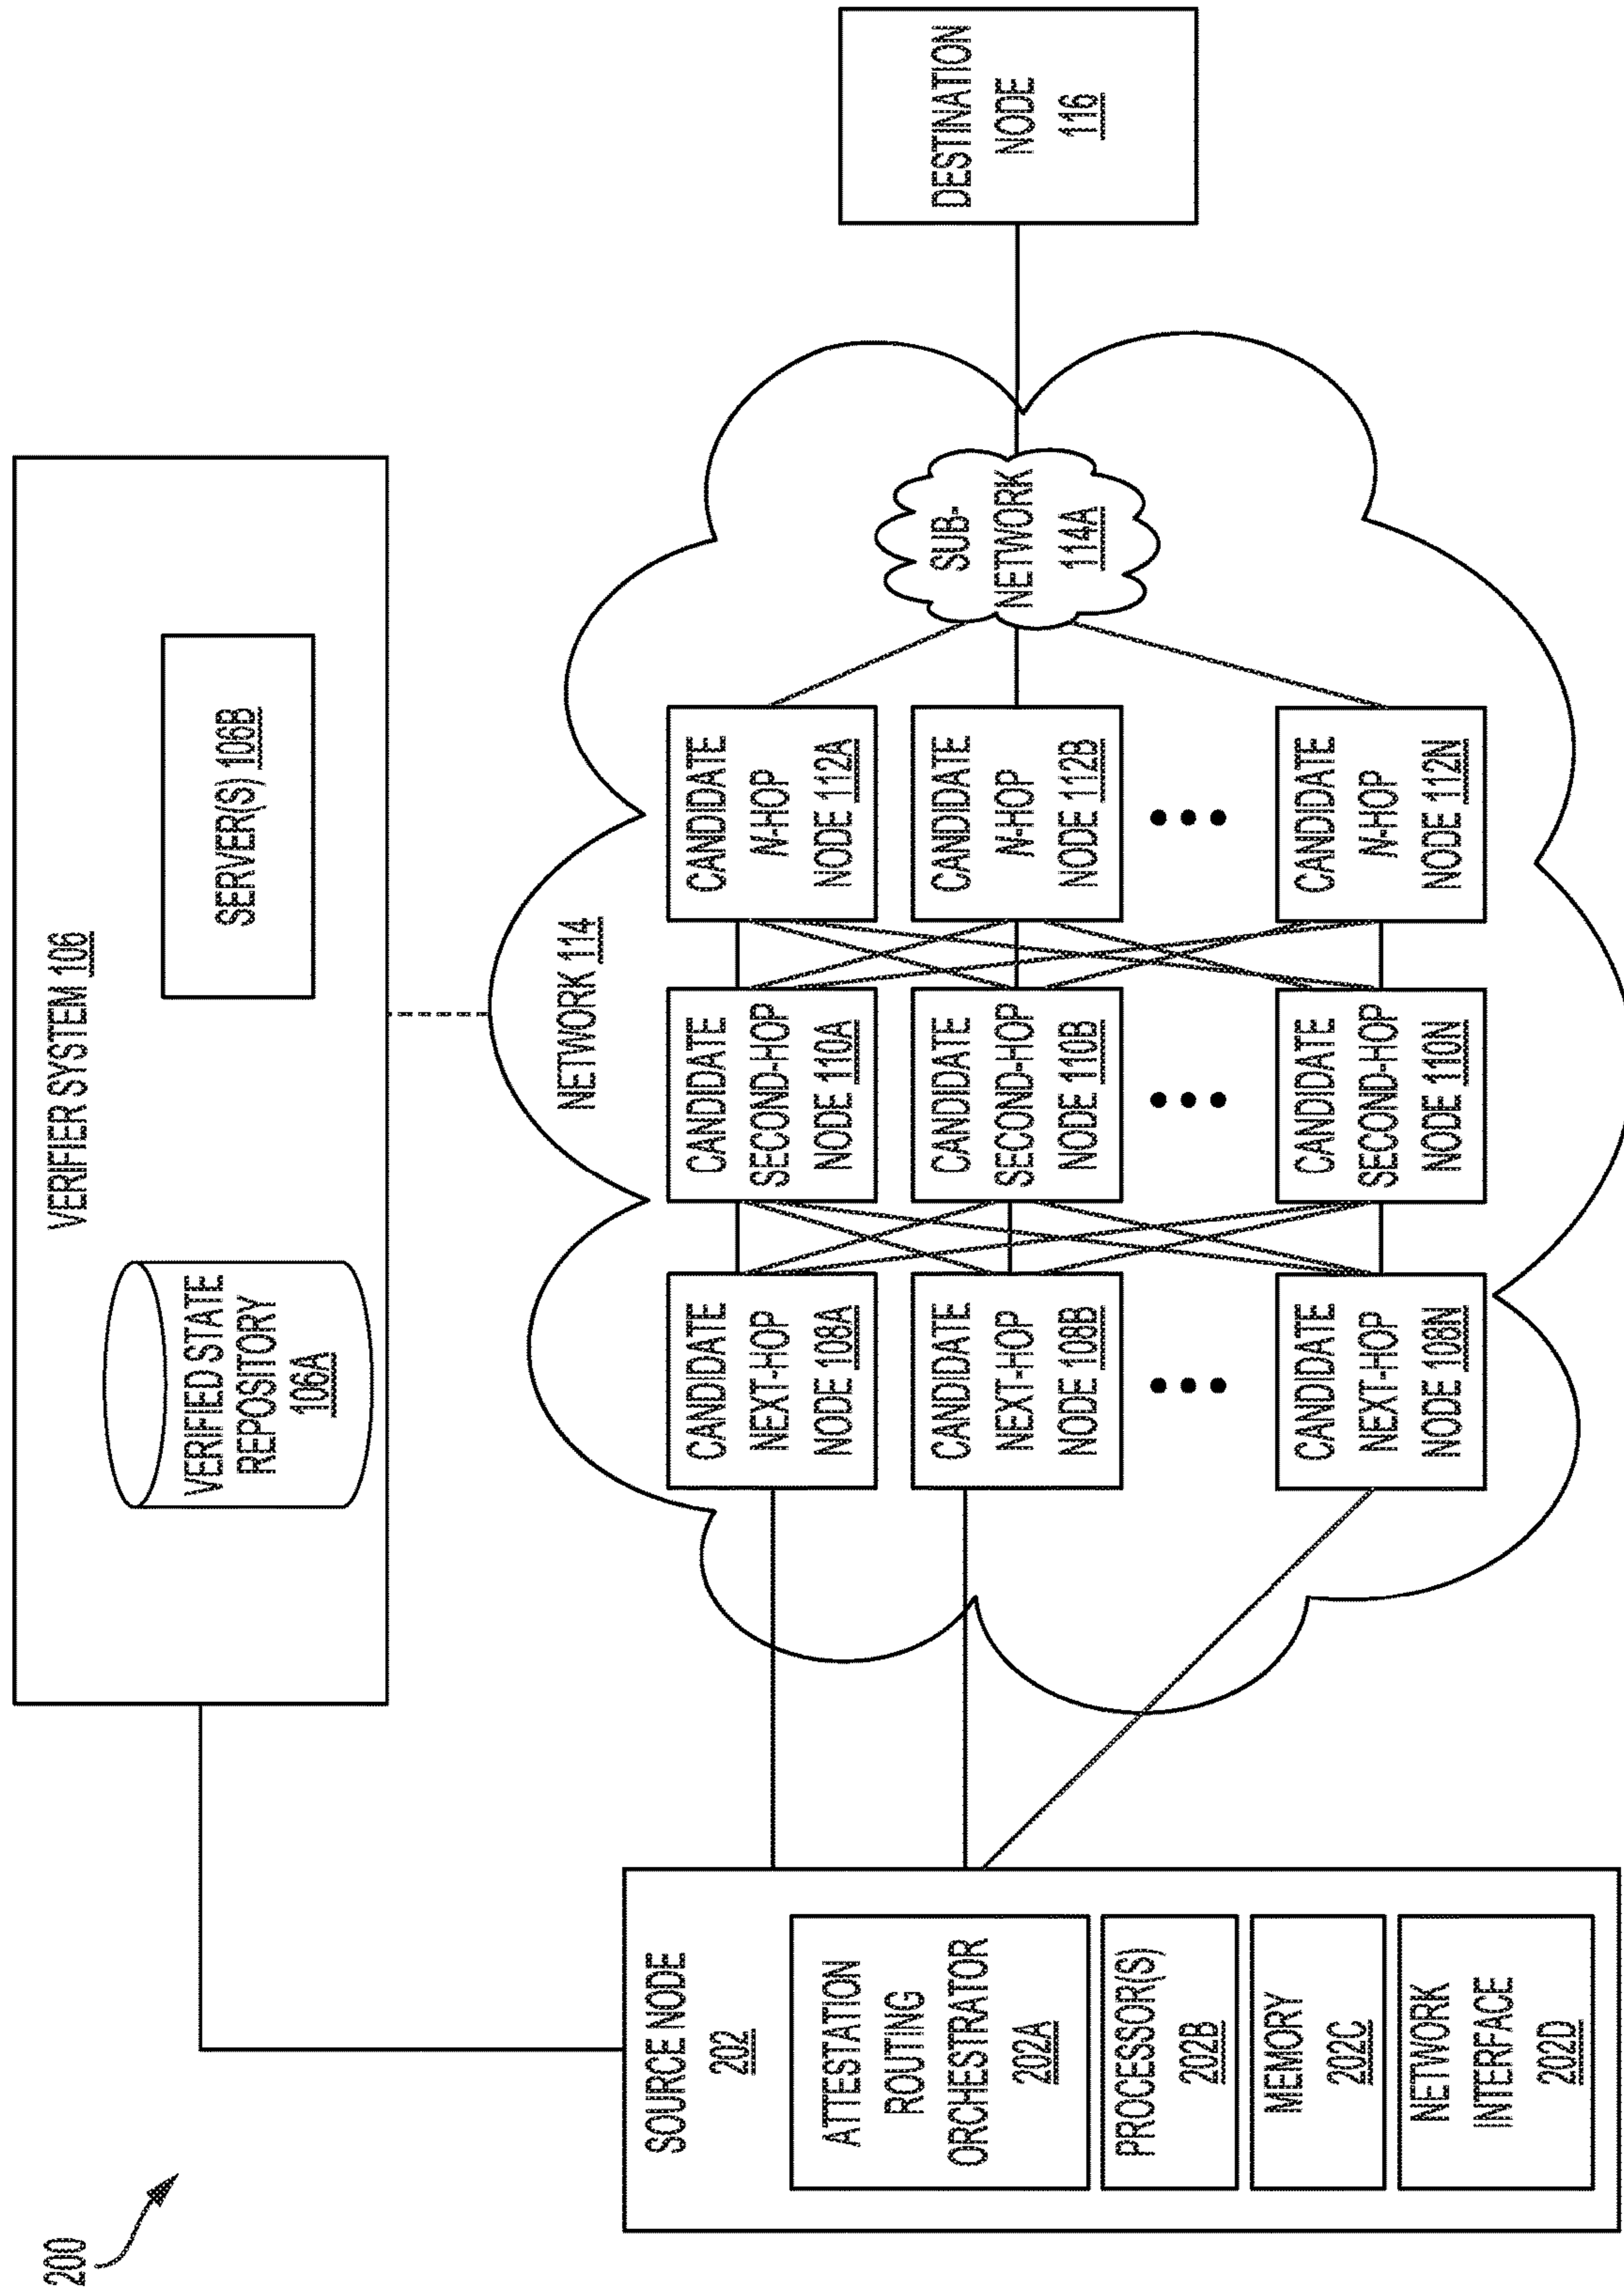 200
VERIFIER SYSTEM 106
VERIFIED STATE
REPOSITORY
106A
SERVER(S) 106B
SOURCE NODE
202
ATTESTATION
ROUTING
ORCHESTRATOR
202A
PROCESSOR(S)
202B
MEMORY
202C
NETWORK
INTERFACE
202D
NETWORK 114
CANDIDATE
NEXT-HOP
NODE 108A
CANDIDATE
SECOND-HOP
NODE 110A
CANDIDATE
N-HOP
NODE 112A
CANDIDATE
NEXT-HOP
NODE 108B
CANDIDATE
SECOND-HOP
NODE 110B
CANDIDATE
N-HOP
NODE 112B
CANDIDATE
NEXT-HOP
NODE 108N
CANDIDATE
SECOND-HOP
NODE 110N
CANDIDATE
N-HOP
NODE 112N
SUB-
NETWORK
114A
DESTINATION
NODE
116